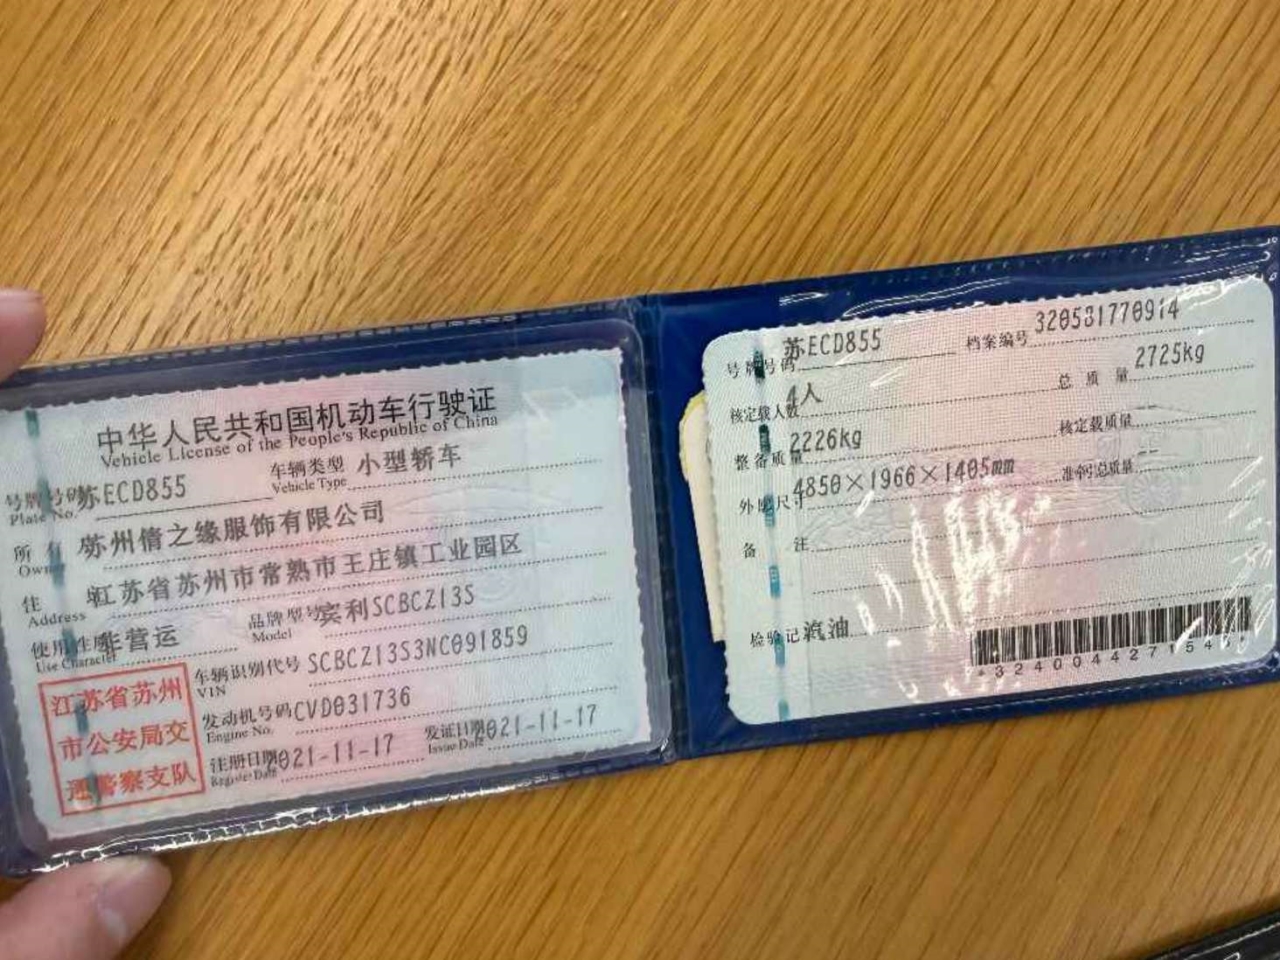 中华人民共和国机动车行驶证
Vehicle License of the People's Republic of China
号牌号码 苏ECD855 车辆类型 小型轿车
Plate No. Vehicle Type
所有 苏州倩之缘服饰有限公司
Owner
住 江苏省苏州市常熟市王庄镇工业园区
Address
使用性质 非营运 品牌型号 宾利SCBCZ13S
Use Character Model
江苏省苏州
市公安局交
通警察支队
车辆识别代号 SCBCZ13S3NC091859
VIN
发动机号码 CVD031736
Engine No.
注册日期 2021-11-17 发证日期 2021-11-17
Register Date Issue Date
号牌号码 苏ECD855 档案编号 320581770914
核定载人数 4人 总质量 2725kg
整备质量 2226kg 核定载质量 --
外廓尺寸 4850×1966×1405mm 准牵引总质量 --
备注
检验记 汽油